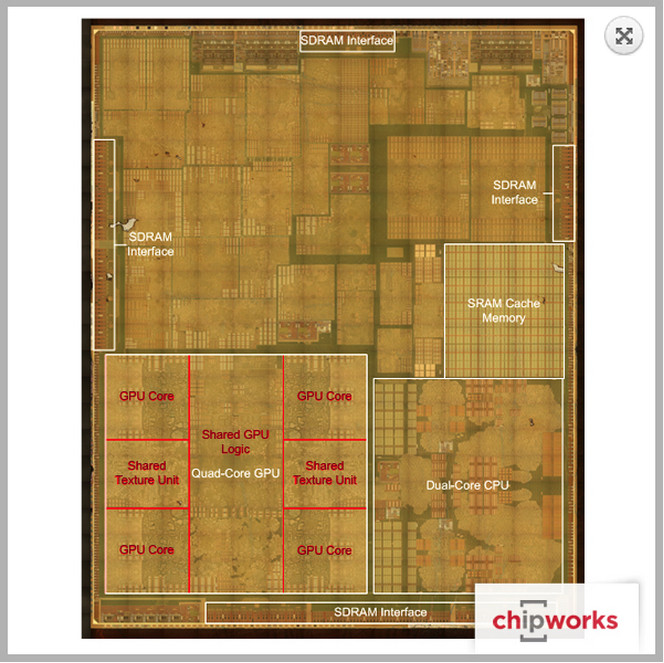 SDRAM Interface
SDRAM
Interface
SDRAM
Interface
SRAM Cache
Memory
GPU Core
GPU Core
Shared GPU
Logic
Shared
Texture Unit
Quad-Core GPU
Shared
Texture Unit
Dual-Core CPU
GPU Core
GPU Core
SDRAM Interface
chipworks